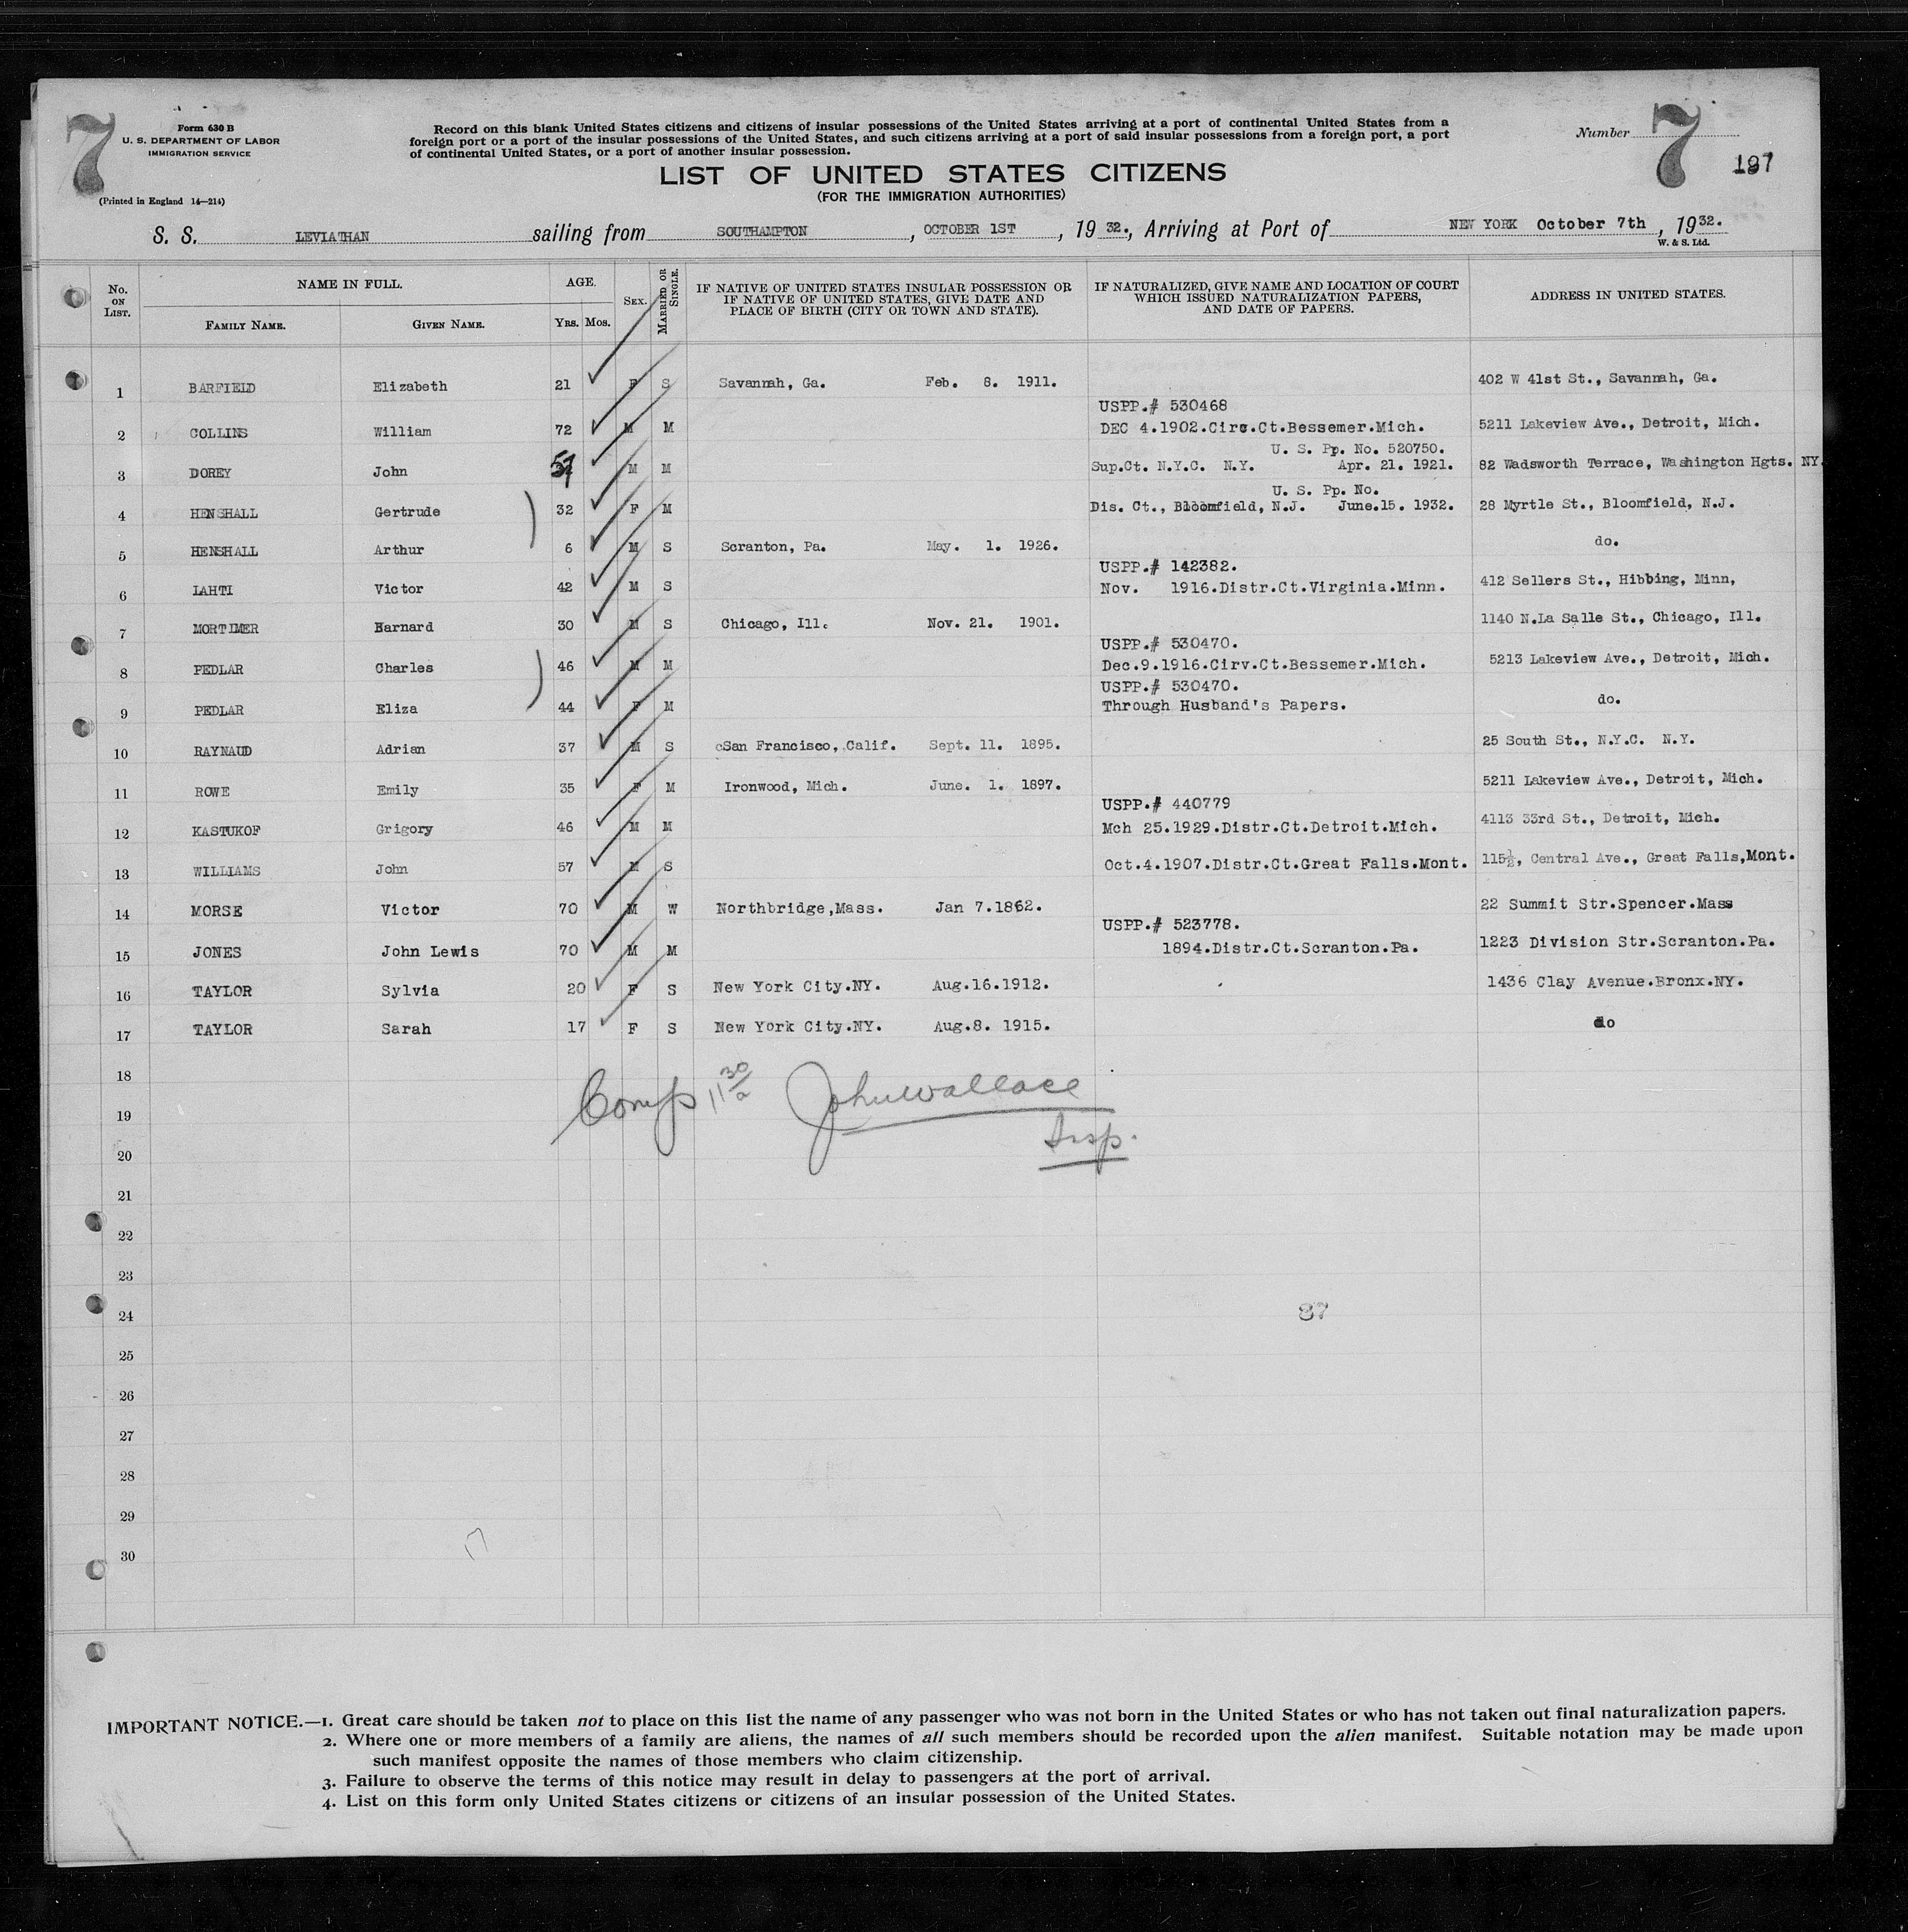 7
Form 630 B
U. S. DEPARTMENT OF LABOR
IMMIGRATION SERVICE
(Printed in England 14—214)
Record on this blank United States citizens and citizens of insular possessions of the United States arriving at a port of continental United States from a
foreign port or a port of the insular possessions of the United States, and such citizens arriving at a port of said insular possessions from a foreign port, a port
of continental United States, or a port of another insular possession.
Number 7
187
LIST OF UNITED STATES CITIZENS
(FOR THE IMMIGRATION AUTHORITIES)
S. S. LEVIATHAN sailing from SOUTHAMPTON, OCTOBER 1ST, 19 32., Arriving at Port of NEW YORK October 7th, 1932.
W. & S. Ltd.
No. ON LIST. NAME IN FULL. FAMILY NAME. GIVEN NAME. AGE. YRS. MOS. SEX. MARRIED OR SINGLE. IF NATIVE OF UNITED STATES INSULAR POSSESSION OR IF NATIVE OF UNITED STATES, GIVE DATE AND PLACE OF BIRTH (CITY OR TOWN AND STATE). IF NATURALIZED, GIVE NAME AND LOCATION OF COURT WHICH ISSUED NATURALIZATION PAPERS, AND DATE OF PAPERS. ADDRESS IN UNITED STATES.
1 BARFIELD Elizabeth 21 F S Savannah, Ga. Feb. 8. 1911. 402 W 41st St., Savannah, Ga.
USPP.# 530468
2 COLLINS William 72 M M DEC 4.1902.Circ.Ct.Bessemer.Mich. 5211 Lakeview Ave., Detroit, Mich.
U. S. Pp. No. 520750.
3 DOREY John M M Sup.Ct. N.Y.C. N.Y. Apr. 21. 1921. 82 Wadsworth Terrace, Washington Hgts. NY.
U. S. Pp. No.
4 HENSHALL Gertrude 32 F M Dis. Ct., Bloomfield, N.J. June.15. 1932. 28 Myrtle St., Bloomfield, N.J.
5 HENSHALL Arthur 6 M S Scranton, Pa. May. 1. 1926. do.
USPP.# 142382.
6 LAHTI Victor 42 M S Nov. 1916.Distr.Ct.Virginia.Minn. 412 Sellers St., Hibbing, Minn,
7 MORTIMER Barnard 30 M S Chicago, Ill. Nov. 21. 1901. 1140 N.La Salle St., Chicago, Ill.
USPP.# 530470.
8 PEDLAR Charles 46 M M Dec.9.1916.Cirv.Ct.Bessemer.Mich. 5213 Lakeview Ave., Detroit, Mich.
USPP.# 530470.
9 PEDLAR Eliza 44 F M Through Husband's Papers. do.
10 RAYNAUD Adrian 37 M S San Francisco, Calif. Sept. 11. 1895. 25 South St., N.Y.C. N.Y.
11 ROWE Emily 35 F M Ironwood, Mich. June. 1. 1897. 5211 Lakeview Ave., Detroit, Mich.
USPP.# 440779
12 KASTUKOF Grigory 46 M M Mch 25.1929.Distr.Ct.Detroit.Mich. 4113 33rd St., Detroit, Mich.
13 WILLIAMS John 57 M S Oct.4.1907.Distr.Ct.Great Falls.Mont. 115½, Central Ave., Great Falls,Mont.
14 MORSE Victor 70 M W Northbridge,Mass. Jan 7.1862. 22 Summit Str.Spencer.Mass
USPP.# 523778.
15 JONES John Lewis 70 M M 1894.Distr.Ct.Scranton.Pa. 1223 Division Str.Scranton.Pa.
16 TAYLOR Sylvia 20 F S New York City.NY. Aug.16.1912. 1436 Clay Avenue.Bronx.NY.
17 TAYLOR Sarah 17 F S New York City.NY. Aug.8. 1915. do
18
Comp 11 30/a John Wallace
19
Insp.
20
21
22
23
24 87
25
26
27
28
29
30
17
IMPORTANT NOTICE.—1. Great care should be taken not to place on this list the name of any passenger who was not born in the United States or who has not taken out final naturalization papers.
2. Where one or more members of a family are aliens, the names of all such members should be recorded upon the alien manifest. Suitable notation may be made upon
such manifest opposite the names of those members who claim citizenship.
3. Failure to observe the terms of this notice may result in delay to passengers at the port of arrival.
4. List on this form only United States citizens or citizens of an insular possession of the United States.